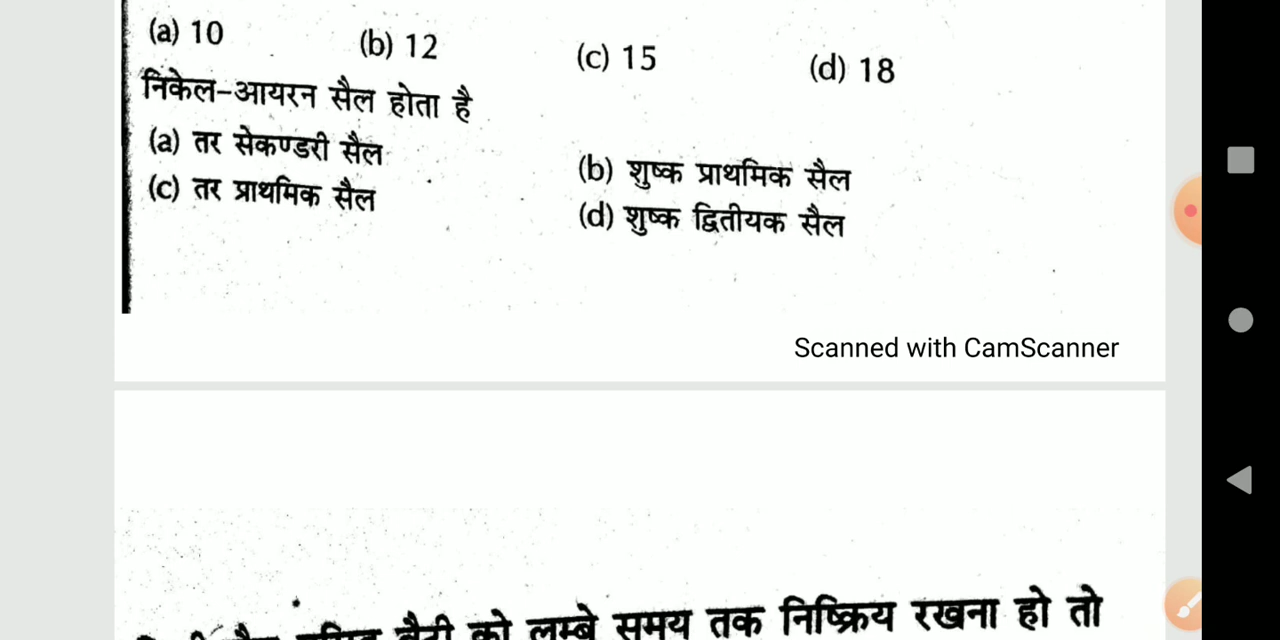 (a) 10 (b) 12 (c) 15 (d) 18
निकेल-आयरन सैल होता है
(a) तर सेकण्डरी सैल (b) शुष्क प्राथमिक सैल
(c) तर प्राथमिक सैल (d) शुष्क द्वितीयक सैल
Scanned with CamScanner
को लम्बे समय तक निष्क्रिय रखना हो तो